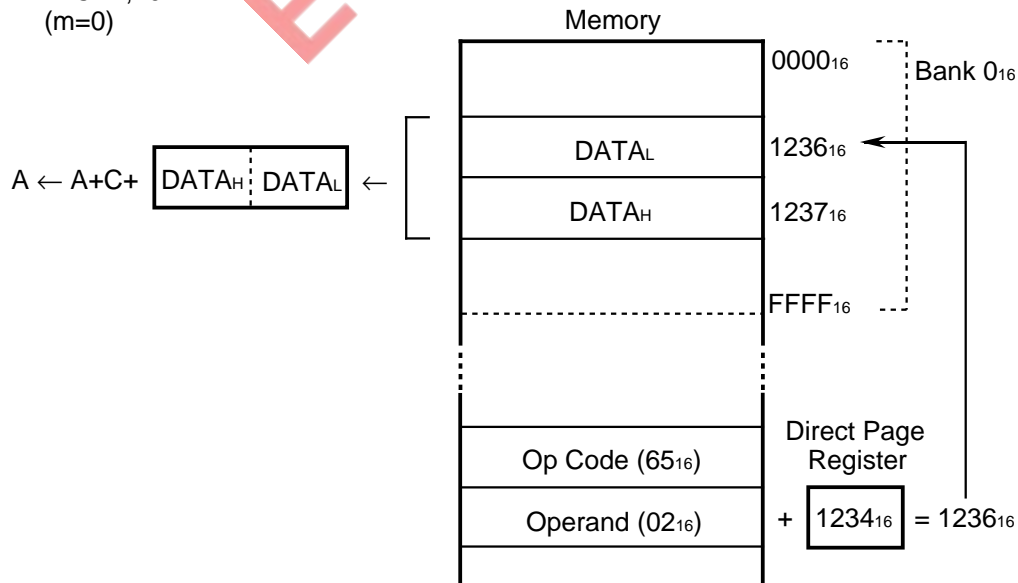 (m=0)
Memory
0000₁₆
Bank 0₁₆
DATAL
1236₁₆
A ← A+C+ DATAH DATAL ←
DATAH
1237₁₆
FFFF₁₆
Direct Page
Register
Op Code (65₁₆)
Operand (02₁₆) + 1234₁₆ = 1236₁₆